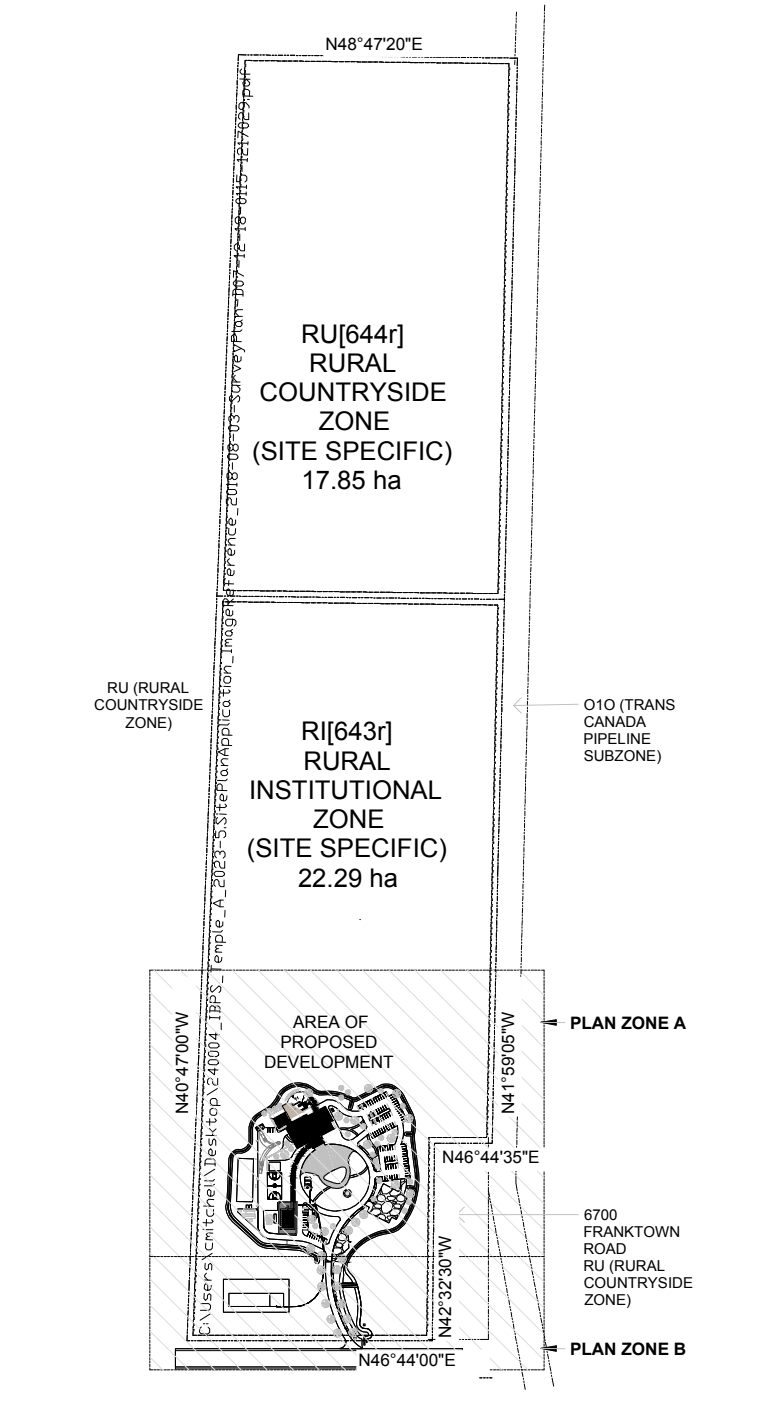 N48°47'20"E
C:\Users\cmitchell\Desktop\240004_IBPS_Temple_A_2023-5.SitePlanApplication_ImageReference_2018-08-03-SurveyPlan-D07-12-18-0115-1217029.pdf
RU[644r]
RURAL
COUNTRYSIDE
ZONE
(SITE SPECIFIC)
17.85 ha
RU (RURAL
COUNTRYSIDE
ZONE)
O1O (TRANS
CANADA
PIPELINE
SUBZONE)
RI[643r]
RURAL
INSTITUTIONAL
ZONE
(SITE SPECIFIC)
22.29 ha
N40°47'00"W
AREA OF
PROPOSED
DEVELOPMENT
N41°59'05"W
PLAN ZONE A
N46°44'35"E
6700
FRANKTOWN
ROAD
RU (RURAL
COUNTRYSIDE
ZONE)
N42°32'30"W
PLAN ZONE B
N46°44'00"E